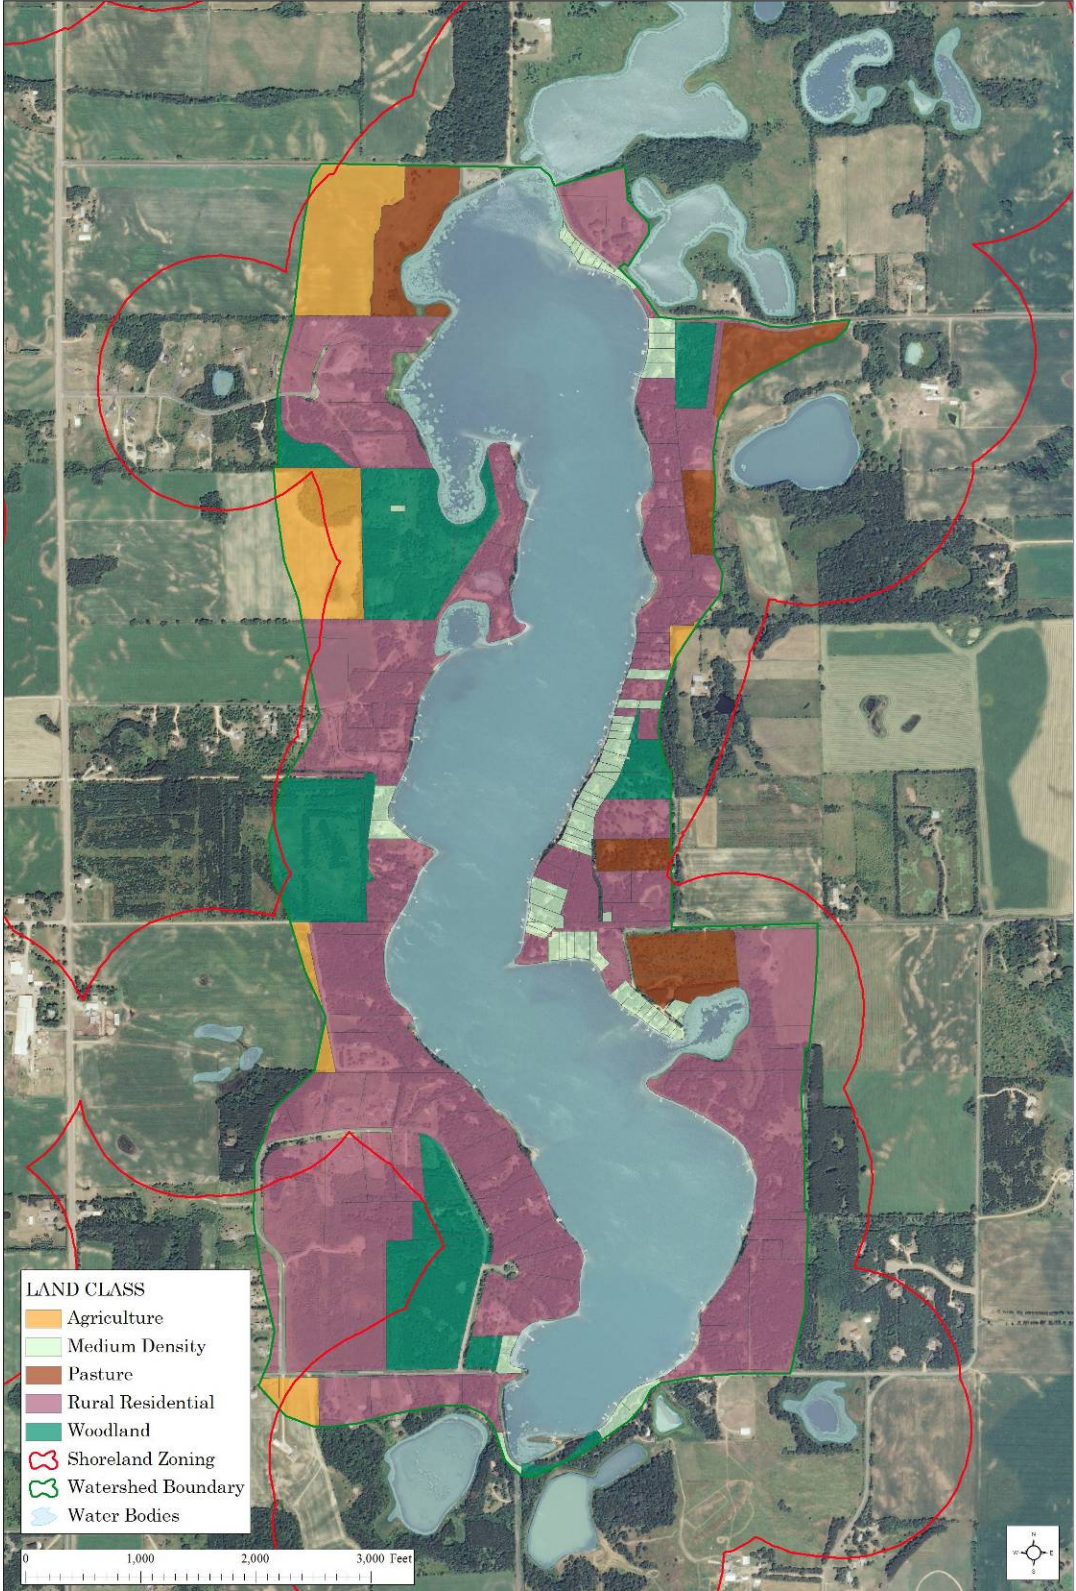 LAND CLASS
Agriculture
Medium Density
Pasture
Rural Residential
Woodland
Shoreland Zoning
Watershed Boundary
Water Bodies
0 1,000 2,000 3,000 Feet
N
W E
S